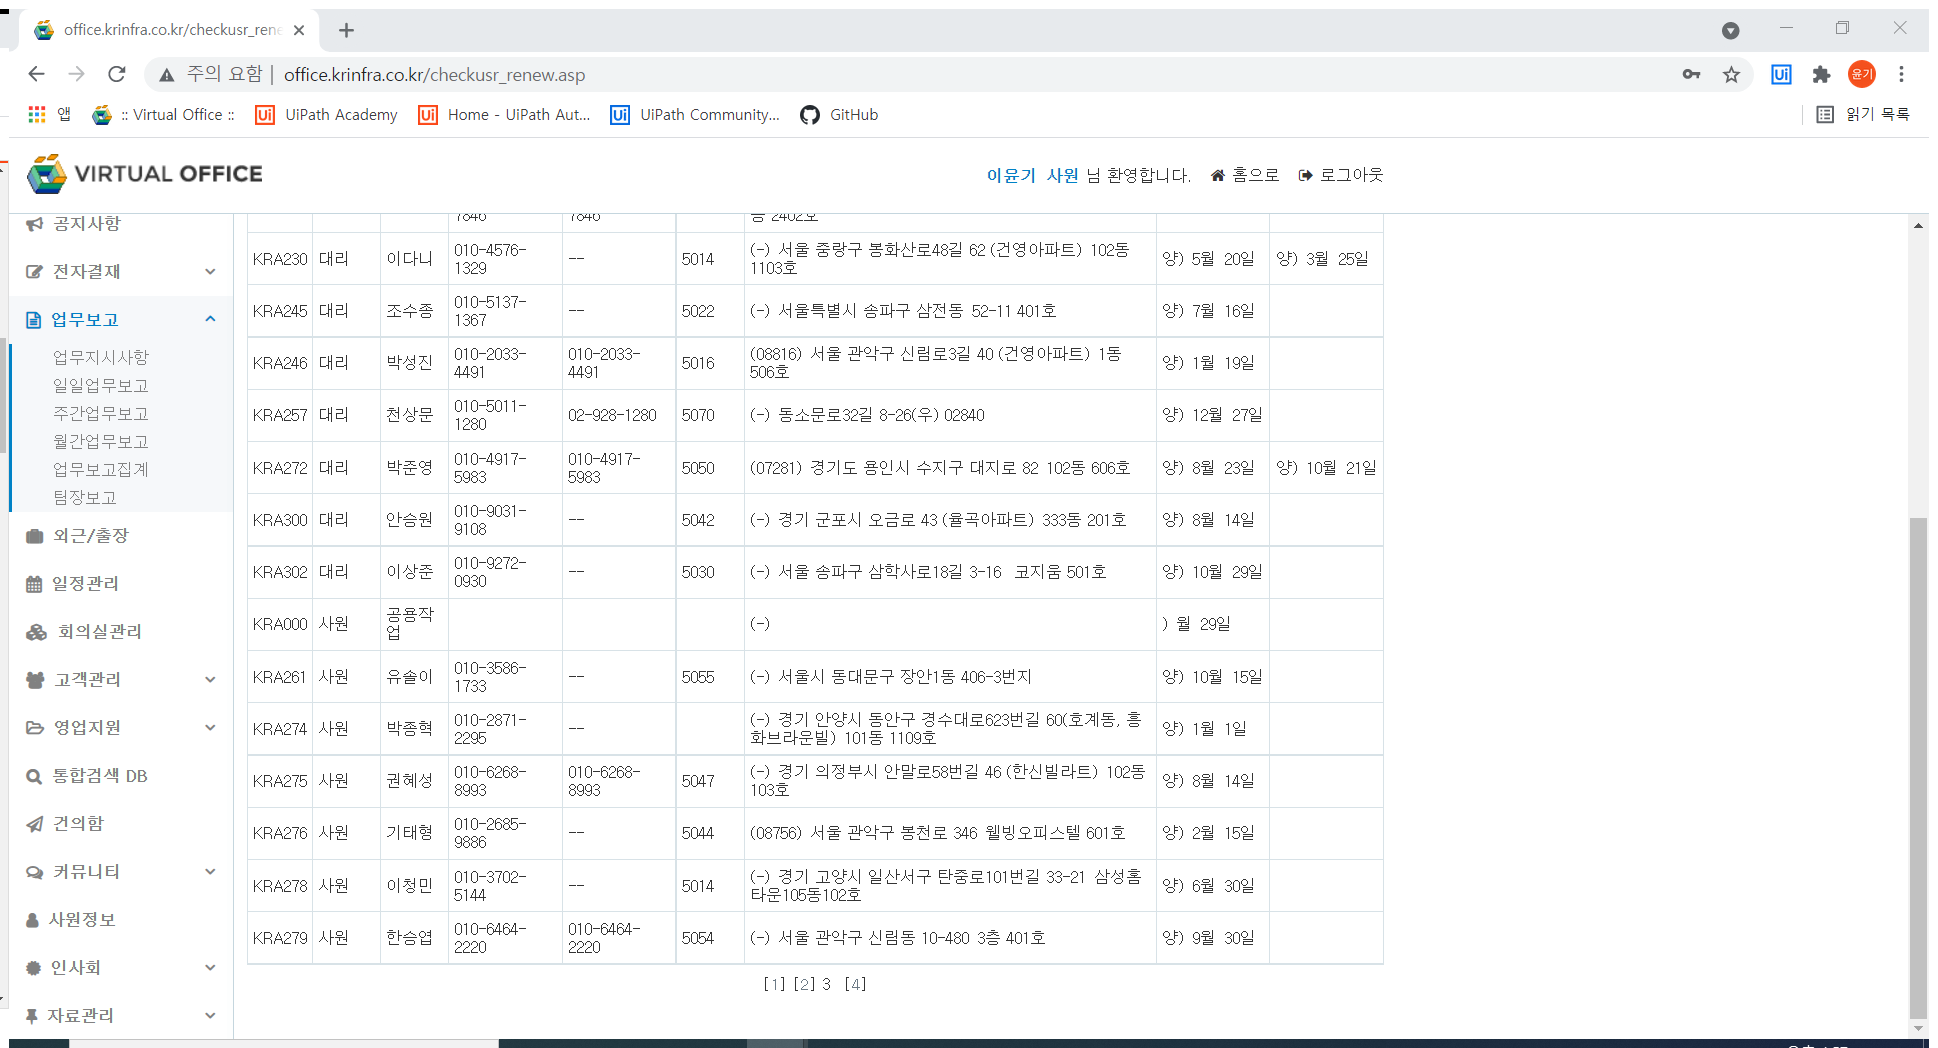 office.krinfra.co.kr/checkusr_rene
주의 요함 | office.krinfra.co.kr/checkusr_renew.asp
윤기
앱 :: Virtual Office :: UiPath Academy Home - UiPath Aut... UiPath Community... GitHub 읽기 목록
VIRTUAL OFFICE
이윤기 사원 님 환영합니다. 홈으로 로그아웃
공지사항
전자결재
업무보고
업무지시사항
일일업무보고
주간업무보고
월간업무보고
업무보고집계
팀장보고
외근/출장
일정관리
회의실관리
고객관리
영업지원
통합검색 DB
건의함
커뮤니티
사원정보
인사회
자료관리
7846 7846 층 2402호
KRA230 대리 이다니 010-4576-1329 -- 5014 (-) 서울 중랑구 봉화산로48길 62 (건영아파트) 102동 1103호 양) 5월 20일 양) 3월 25일
KRA245 대리 조수종 010-5137-1367 -- 5022 (-) 서울특별시 송파구 삼전동 52-11 401호 양) 7월 16일
KRA246 대리 박성진 010-2033-4491 010-2033-4491 5016 (08816) 서울 관악구 신림로3길 40 (건영아파트) 1동 506호 양) 1월 19일
KRA257 대리 천상문 010-5011-1280 02-928-1280 5070 (-) 동소문로32길 8-26(우) 02840 양) 12월 27일
KRA272 대리 박준영 010-4917-5983 010-4917-5983 5050 (07281) 경기도 용인시 수지구 대지로 82 102동 606호 양) 8월 23일 양) 10월 21일
KRA300 대리 안승원 010-9031-9108 -- 5042 (-) 경기 군포시 오금로 43 (율곡아파트) 333동 201호 양) 8월 14일
KRA302 대리 이상준 010-9272-0930 -- 5030 (-) 서울 송파구 삼학사로18길 3-16 코지움 501호 양) 10월 29일
KRA000 사원 공용작업 (-) ) 월 29일
KRA261 사원 유솔이 010-3586-1733 -- 5055 (-) 서울시 동대문구 장안1동 406-3번지 양) 10월 15일
KRA274 사원 박종혁 010-2871-2295 -- (-) 경기 안양시 동안구 경수대로623번길 60(호계동, 흥화브라운빌) 101동 1109호 양) 1월 1일
KRA275 사원 권혜성 010-6268-8993 010-6268-8993 5047 (-) 경기 의정부시 안말로58번길 46 (한신빌라트) 102동 103호 양) 8월 14일
KRA276 사원 기태형 010-2685-9886 -- 5044 (08756) 서울 관악구 봉천로 346 웰빙오피스텔 601호 양) 2월 15일
KRA278 사원 이청민 010-3702-5144 -- 5014 (-) 경기 고양시 일산서구 탄중로101번길 33-21 삼성홈타운105동102호 양) 6월 30일
KRA279 사원 한승엽 010-6464-2220 010-6464-2220 5054 (-) 서울 관악구 신림동 10-480 3층 401호 양) 9월 30일
[1] [2] 3 [4]